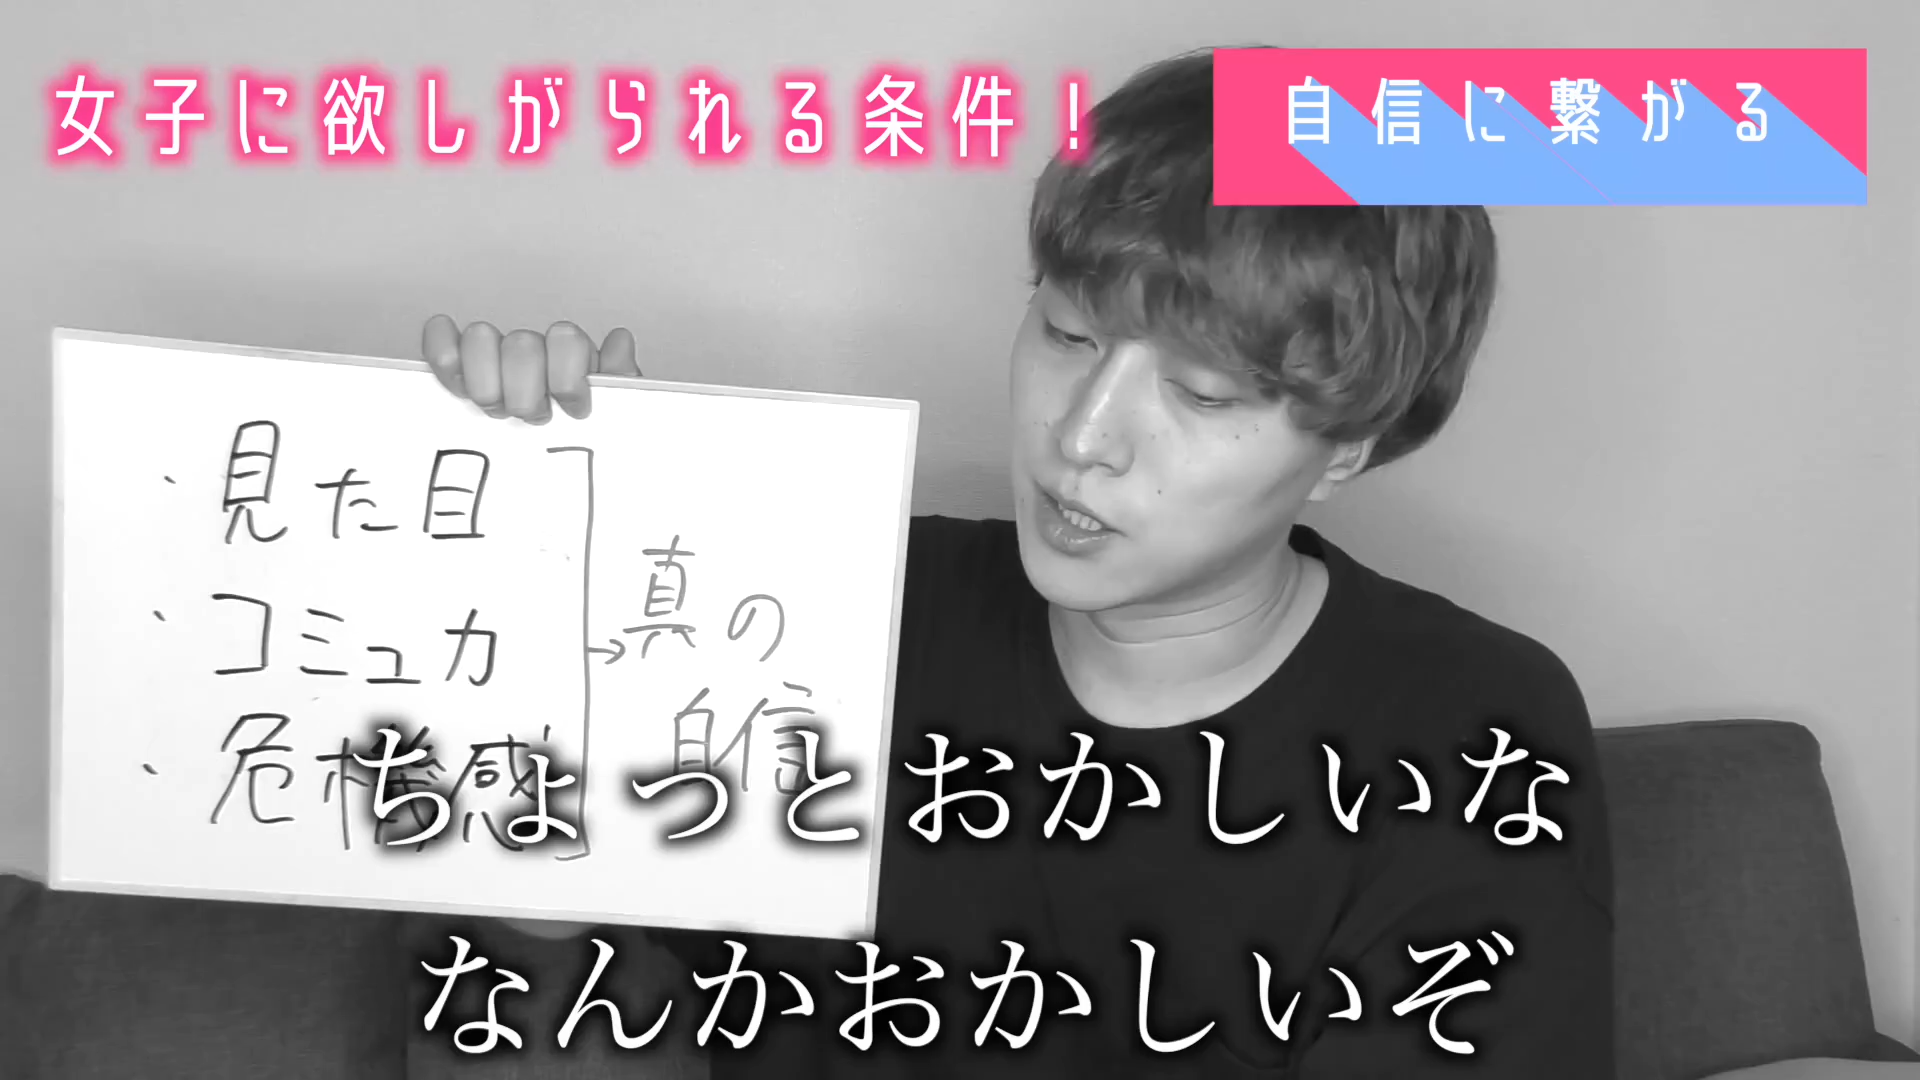 女子に欲しがられる条件！
自信に繋がる
・見た目
・コミュ力
・危機感
→真の
自信
ちょっとおかしいな
なんかおかしいぞ